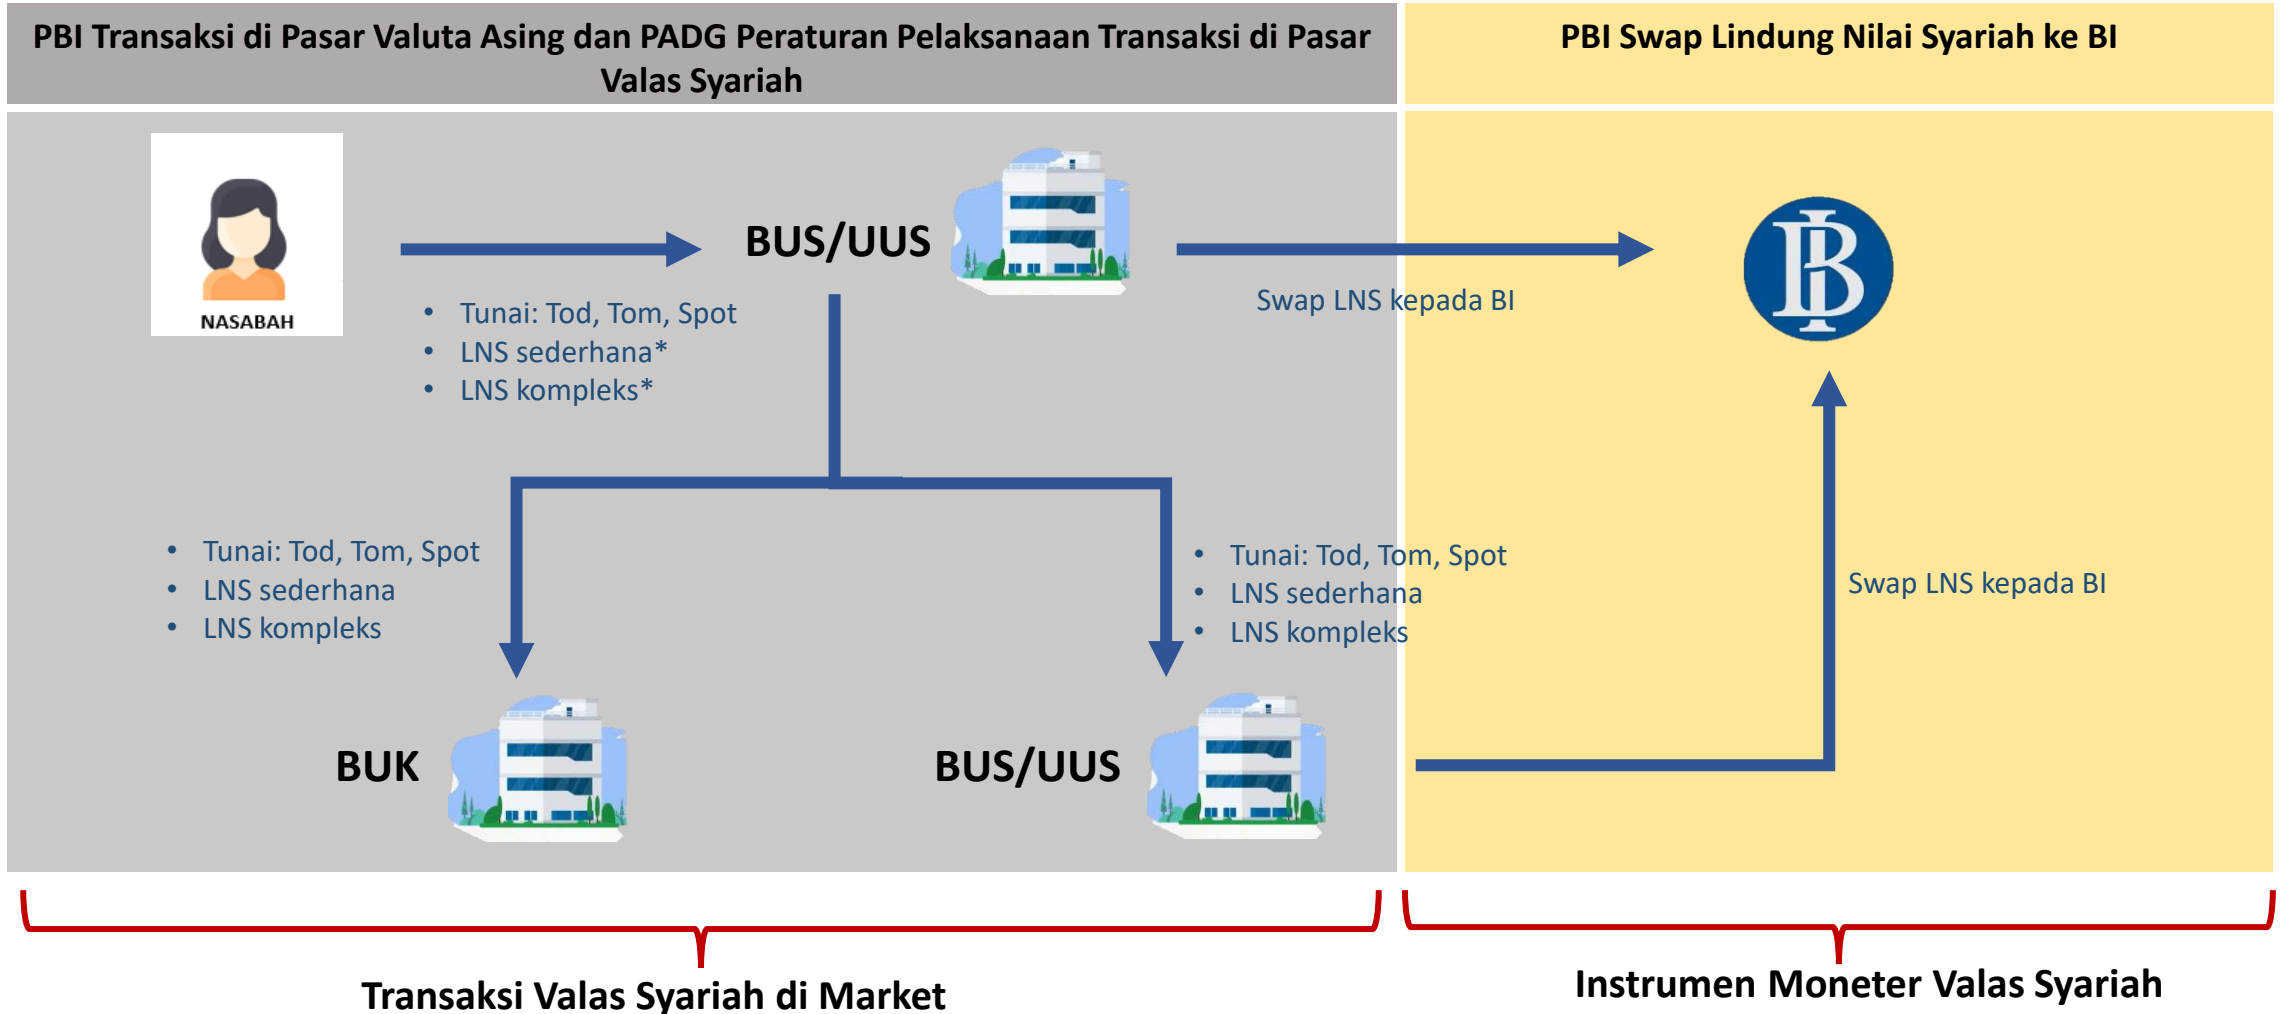 PBI Transaksi di Pasar Valuta Asing dan PADG Peraturan Pelaksanaan Transaksi di Pasar
Valas Syariah
PBI Swap Lindung Nilai Syariah ke BI
NASABAH
BUS/UUS
• Tunai: Tod, Tom, Spot
• LNS sederhana*
• LNS kompleks*
Swap LNS kepada BI
• Tunai: Tod, Tom, Spot
• LNS sederhana
• LNS kompleks
• Tunai: Tod, Tom, Spot
• LNS sederhana
• LNS kompleks
Swap LNS kepada BI
BUK
BUS/UUS
Transaksi Valas Syariah di Market
Instrumen Moneter Valas Syariah